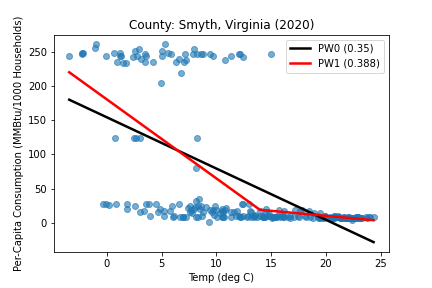 County: Smyth, Virginia (2020)
Per-Capita Consumption (MMBtu/1000 Households)
250
200
150
100
50
0
PW0 (0.35)
PW1 (0.388)
0 5 10 15 20 25
Temp (deg C)